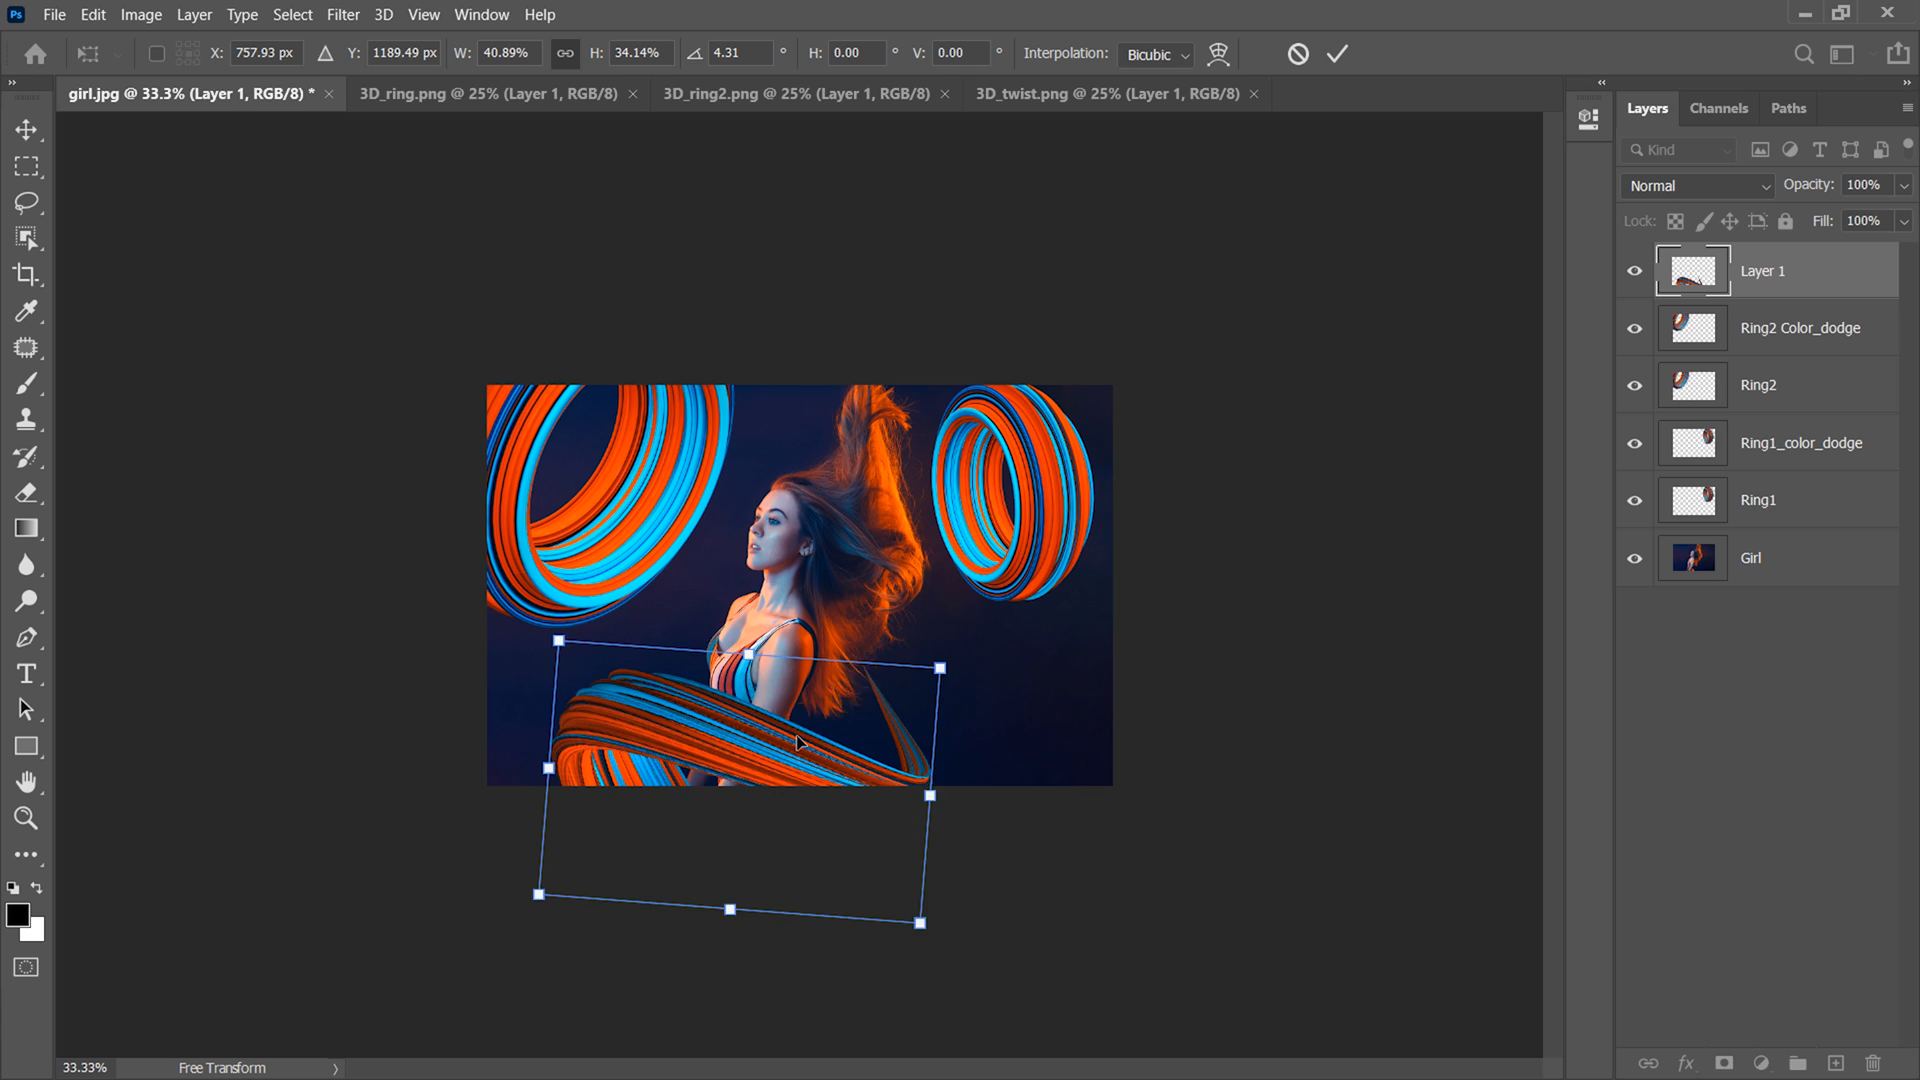 Ps File Edit Image Layer Type Select Filter 3D View Window Help
X: 757.93 px Y: 1189.49 px W: 40.89% H: 34.14% 4.31 ° H: 0.00 ° V: 0.00 ° Interpolation: Bicubic
girl.jpg @ 33.3% (Layer 1, RGB/8) * 3D_ring.png @ 25% (Layer 1, RGB/8) 3D_ring2.png @ 25% (Layer 1, RGB/8) 3D_twist.png @ 25% (Layer 1, RGB/8)
Layers Channels Paths
Kind
Normal Opacity: 100%
Lock: Fill: 100%
Layer 1
Ring2 Color_dodge
Ring2
Ring1_color_dodge
Ring1
Girl
33.33% Free Transform
fx